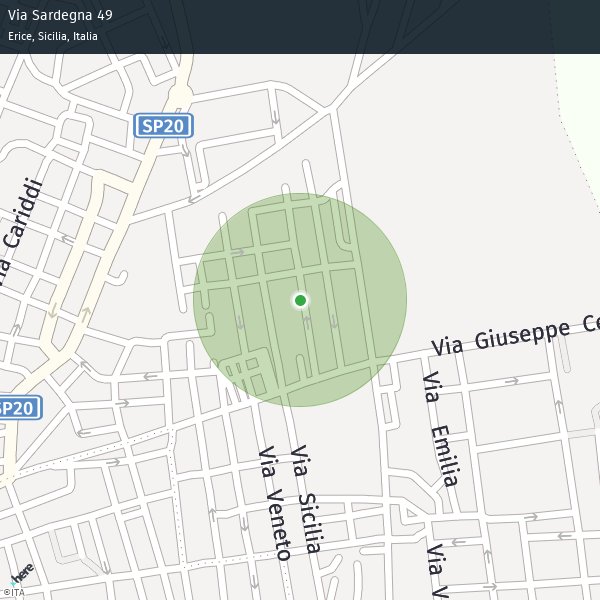 Via Sardegna 49
Erice, Sicilia, Italia
SP20
Via Cariddi
Via Giuseppe Ce
SP20
Via Emilia
Via Sicilia
Via Veneto
Via V
here
©ITA